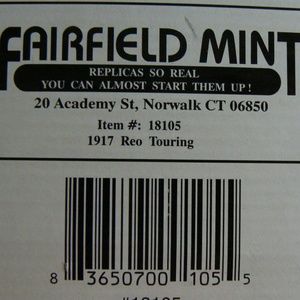 FAIRFIELD MINT
REPLICAS SO REAL
YOU CAN ALMOST START THEM UP!
20 Academy St, Norwalk CT 06850
Item #: 18105
1917 Reo Touring
8 3650700 105 5
#18105